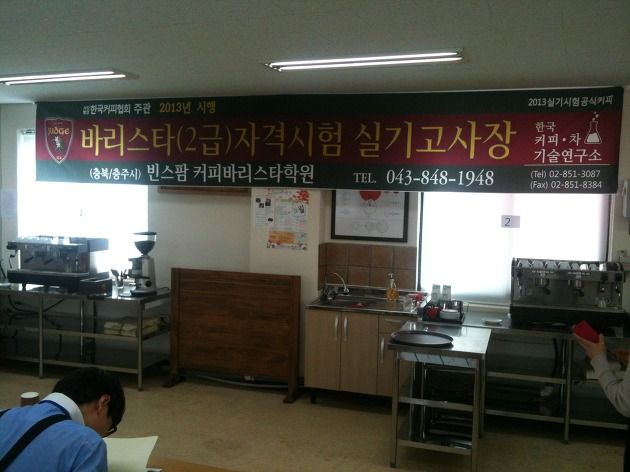 한국커피협회 주관 2013년 시행
2013실기시험공식커피
JUDGE
바리스타(2급)자격시험 실기고사장
한국
커피·차
기술연구소
(충북/충주시) 빈스팜 커피바리스타학원 TEL. 043-848-1948
(Tel) 02-851-3087
(Fax) 02-851-8384
2